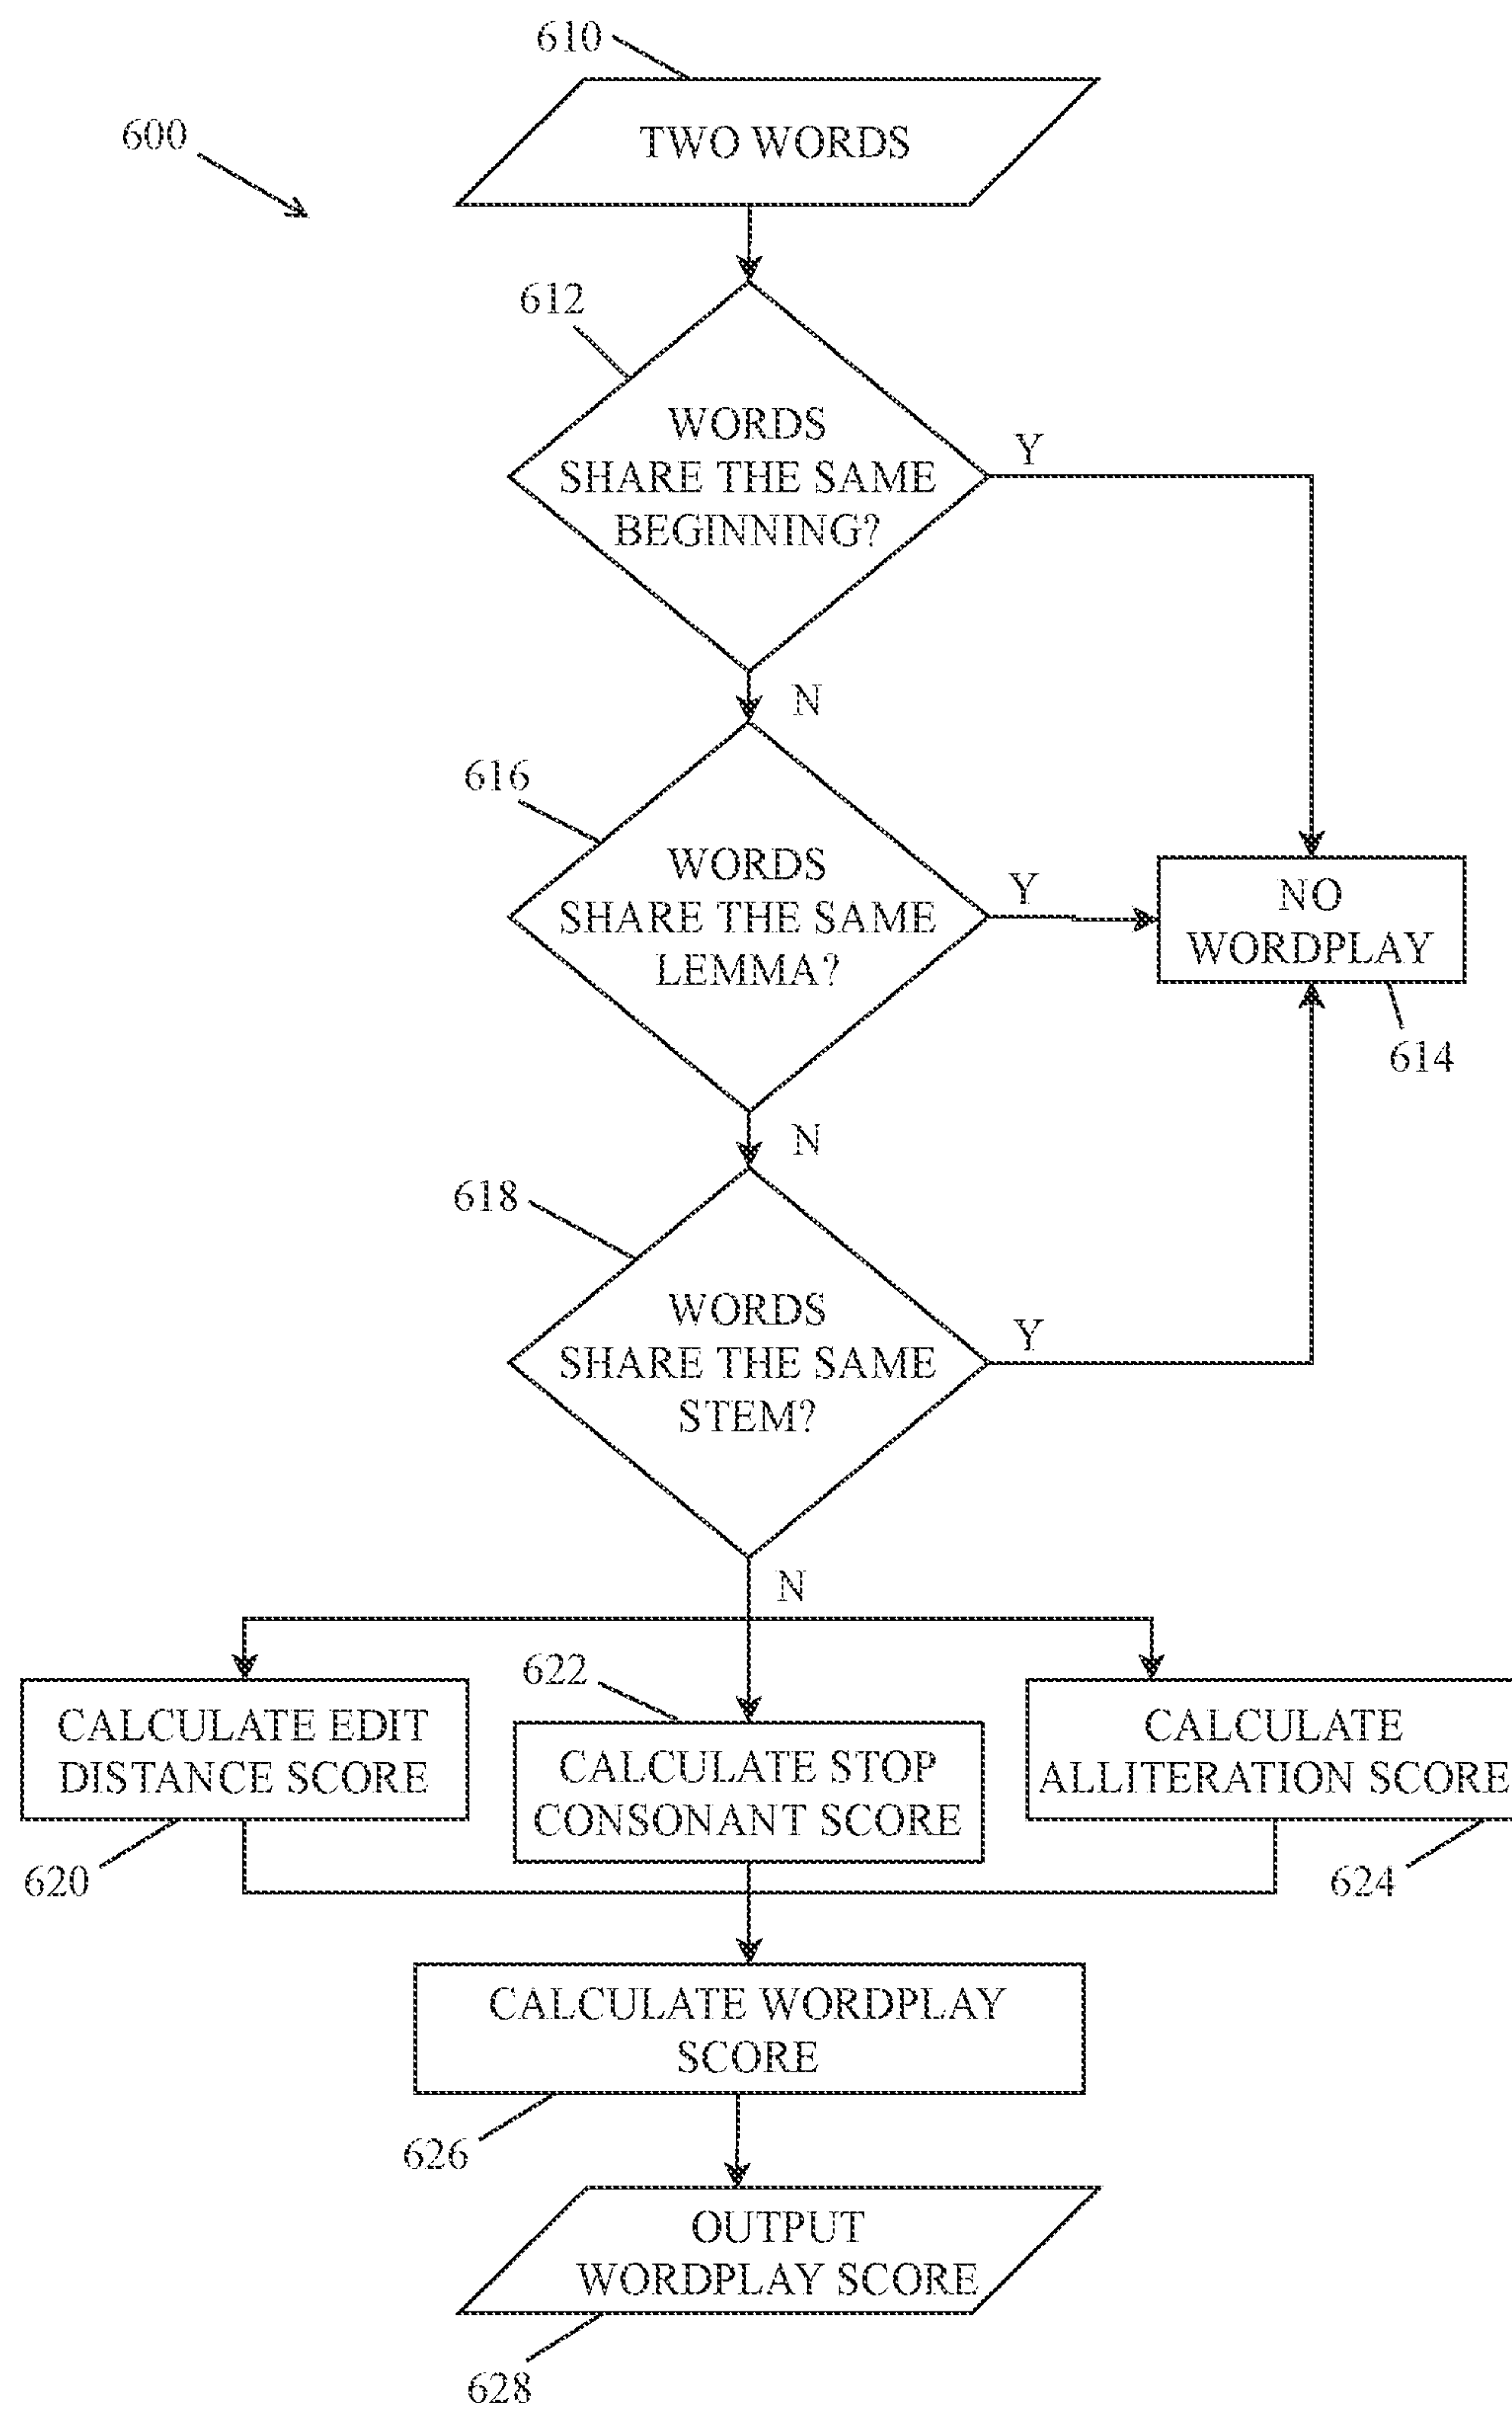 610
600
TWO WORDS
612
WORDS
SHARE THE SAME
BEGINNING?
Y
N
616
WORDS
SHARE THE SAME
LEMMA?
Y
NO
WORDPLAY
614
N
618
WORDS
SHARE THE SAME
STEM?
Y
N
622
CALCULATE EDIT
DISTANCE SCORE
CALCULATE STOP
CONSONANT SCORE
CALCULATE
ALLITERATION SCORE
620
624
CALCULATE WORDPLAY
SCORE
626
OUTPUT
WORDPLAY SCORE
628